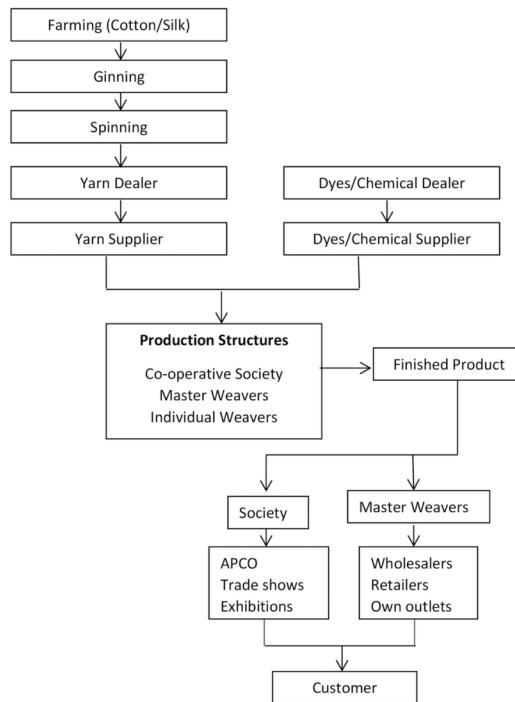 Farming (Cotton/Silk)
Ginning
Spinning
Yarn Dealer
Dyes/Chemical Dealer
Yarn Supplier
Dyes/Chemical Supplier
Production Structures
Co-operative Society
Master Weavers
Individual Weavers
Finished Product
Society
Master Weavers
APCO
Trade shows
Exhibitions
Wholesalers
Retailers
Own outlets
Customer